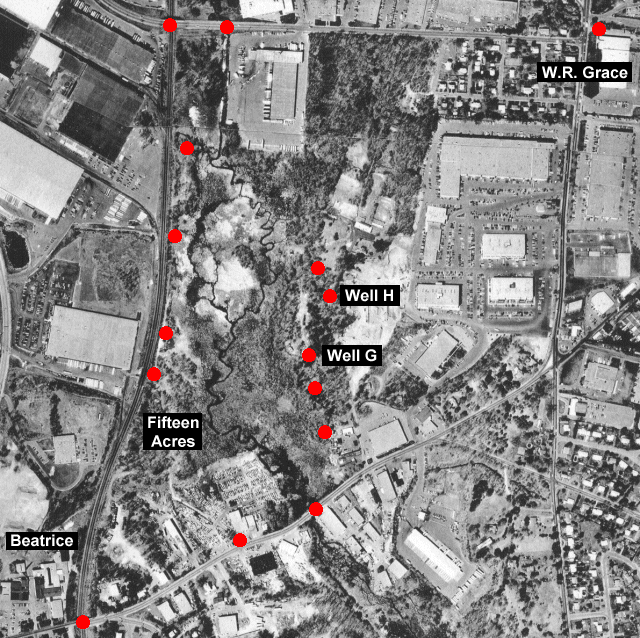 W.R. Grace
Well H
Well G
Fifteen
Acres
Beatrice